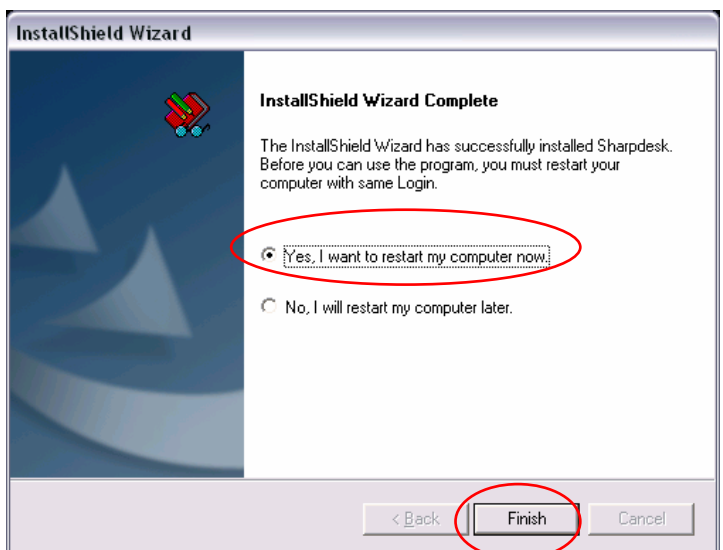 InstallShield Wizard
InstallShield Wizard Complete
The InstallShield Wizard has successfully installed Sharpdesk.
Before you can use the program, you must restart your
computer with same Login.
Yes, I want to restart my computer now.
No, I will restart my computer later.
< Back Finish Cancel